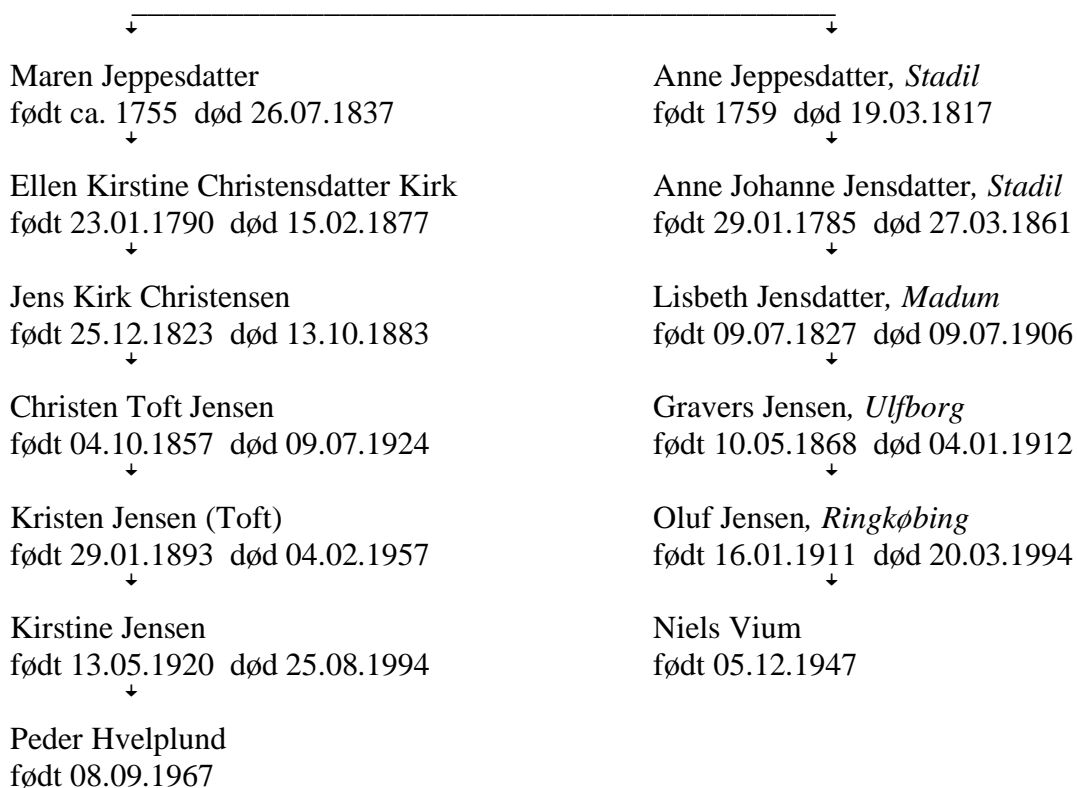 Maren Jeppesdatter
født ca. 1755  død 26.07.1837
Ellen Kirstine Christensdatter Kirk
født 23.01.1790  død 15.02.1877
Jens Kirk Christensen
født 25.12.1823  død 13.10.1883
Christen Toft Jensen
født 04.10.1857  død 09.07.1924
Kristen Jensen (Toft)
født 29.01.1893  død 04.02.1957
Kirstine Jensen
født 13.05.1920  død 25.08.1994
Peder Hvelplund
født 08.09.1967
Anne Jeppesdatter, Stadil
født 1759  død 19.03.1817
Anne Johanne Jensdatter, Stadil
født 29.01.1785  død 27.03.1861
Lisbeth Jensdatter, Madum
født 09.07.1827  død 09.07.1906
Gravers Jensen, Ulfborg
født 10.05.1868  død 04.01.1912
Oluf Jensen, Ringkøbing
født 16.01.1911  død 20.03.1994
Niels Vium
født 05.12.1947